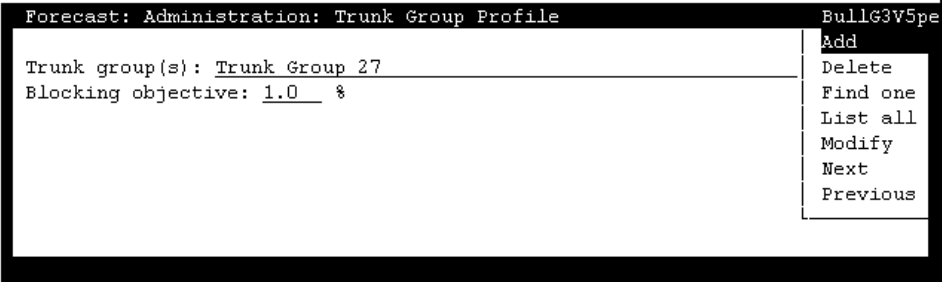 Forecast: Administration: Trunk Group Profile BullG3V5pe
Trunk group(s): Trunk Group 27
Blocking objective: 1.0 %
Add
Delete
Find one
List all
Modify
Next
Previous